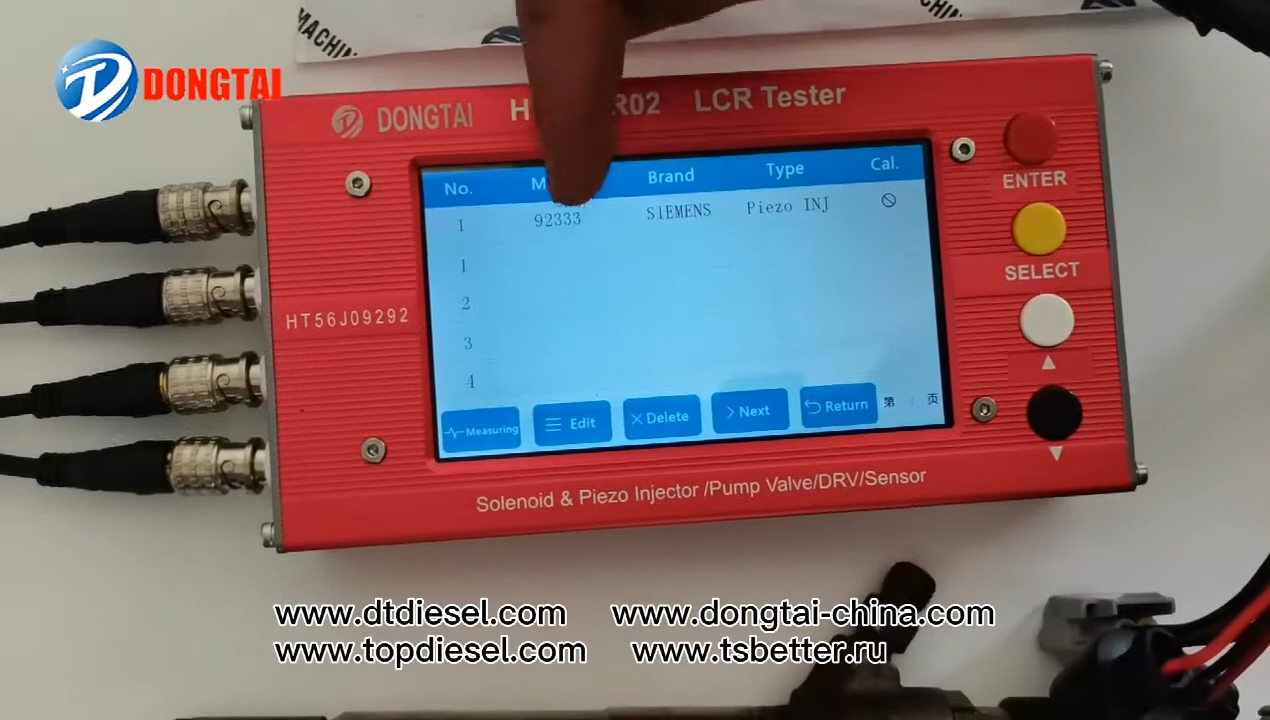 MACHIN
DONGTAI
DONGTAI LCR Tester
No. Brand Type Cal.
1 92333 SIEMENS Piezo INJ
1
2
3
4
Measuring Edit Delete Next Return 第 页
HT56J09292
ENTER
SELECT
Solenoid & Piezo Injector /Pump Valve/DRV/Sensor
www.dtdiesel.com www.dongtai-china.com
www.topdiesel.com www.tsbetter.ru